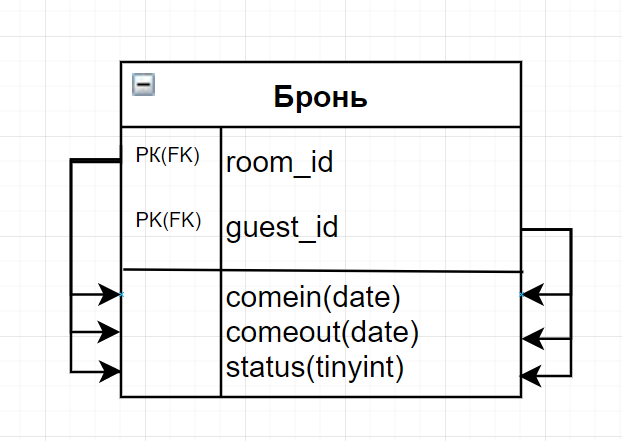 Бронь
PK(FK)
room_id
PK(FK)
guest_id
comein(date)
comeout(date)
status(tinyint)